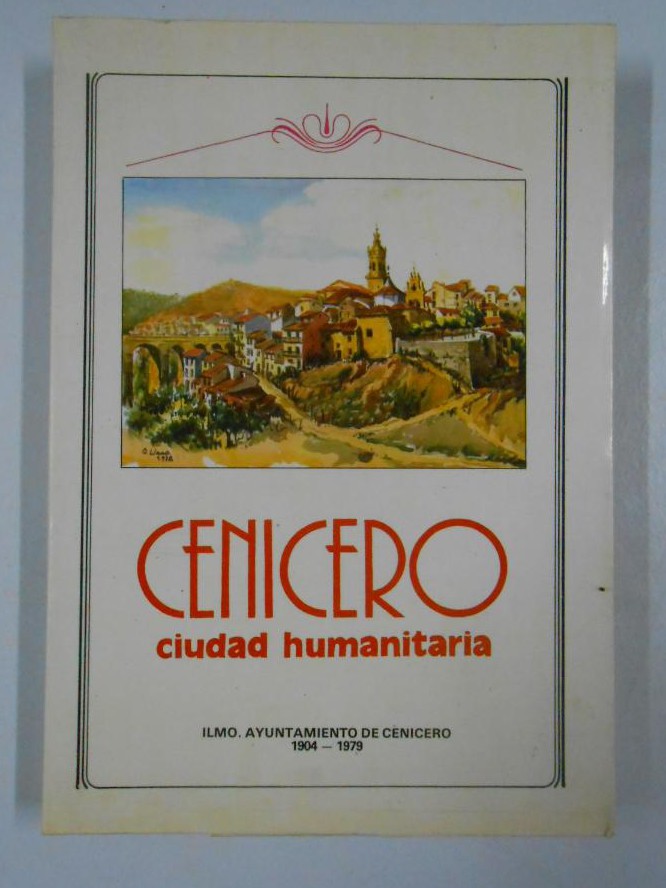 CENICERO
ciudad humanitaria
ILMO. AYUNTAMIENTO DE CENICERO
1904 — 1979